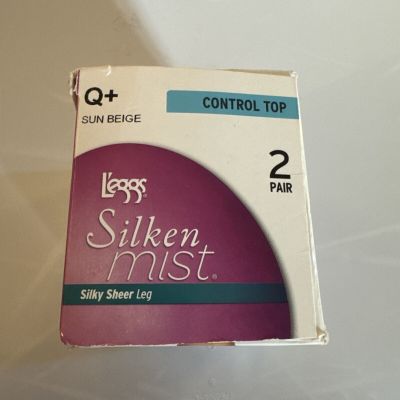 Q+
SUN BEIGE
CONTROL TOP
2
PAIR
L'eggs
Silken
mist®
Silky Sheer Leg